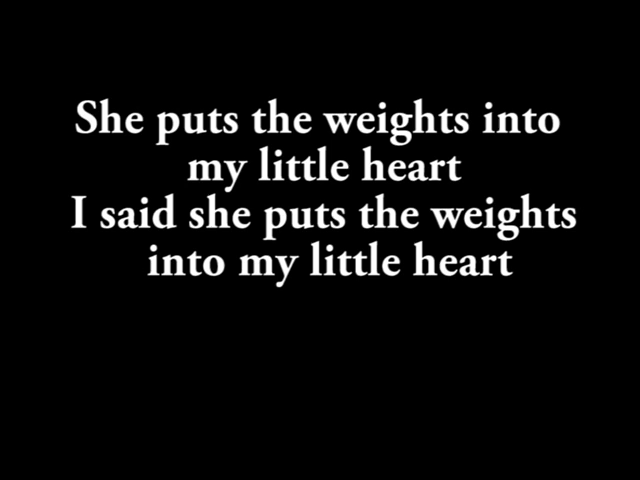 She puts the weights into
my little heart
I said she puts the weights
into my little heart